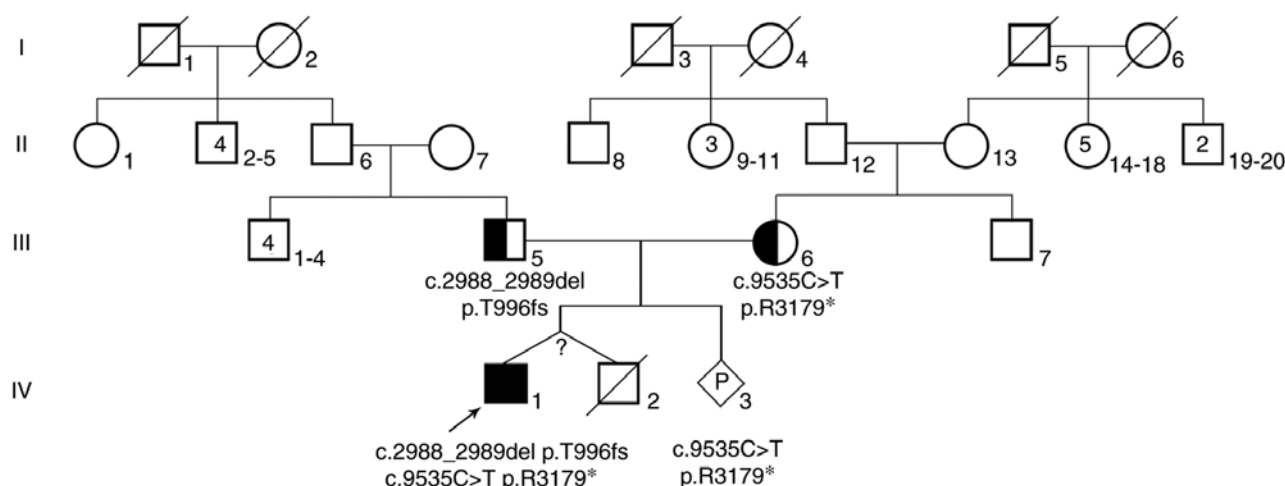 I
1
2
3
4
5
6
II
1
4
2-5
6
7
8
3
9-11
12
13
5
14-18
2
19-20
III
4
1-4
5
c.2988_2989del
p.T996fs
6
c.9535C>T
p.R3179*
7
IV
?
1
2
P
3
c.2988_2989del p.T996fs
c.9535C>T p.R3179*
c.9535C>T
p.R3179*